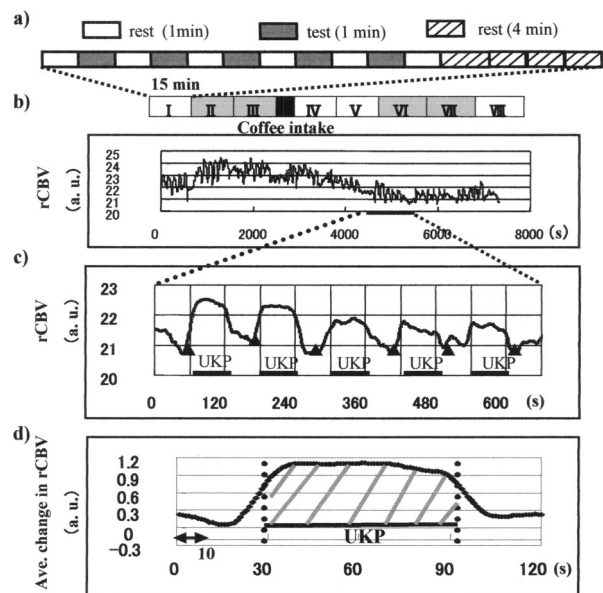 a)
rest (1min) test (1 min) rest (4 min)
15 min
b)
I II III IV V VI VII VIII
Coffee intake
rCBV
(a. u.)
25
24
23
22
21
20
0 2000 4000 6000 8000 (s)
c)
rCBV
(a. u.)
23
22
21
20
UKP UKP UKP UKP UKP
0 120 240 360 480 600 (s)
d)
Ave. change in rCBV
(a. u.)
1.2
0.9
0.6
0.3
0
−0.3
UKP
10
0 30 60 90 120 (s)